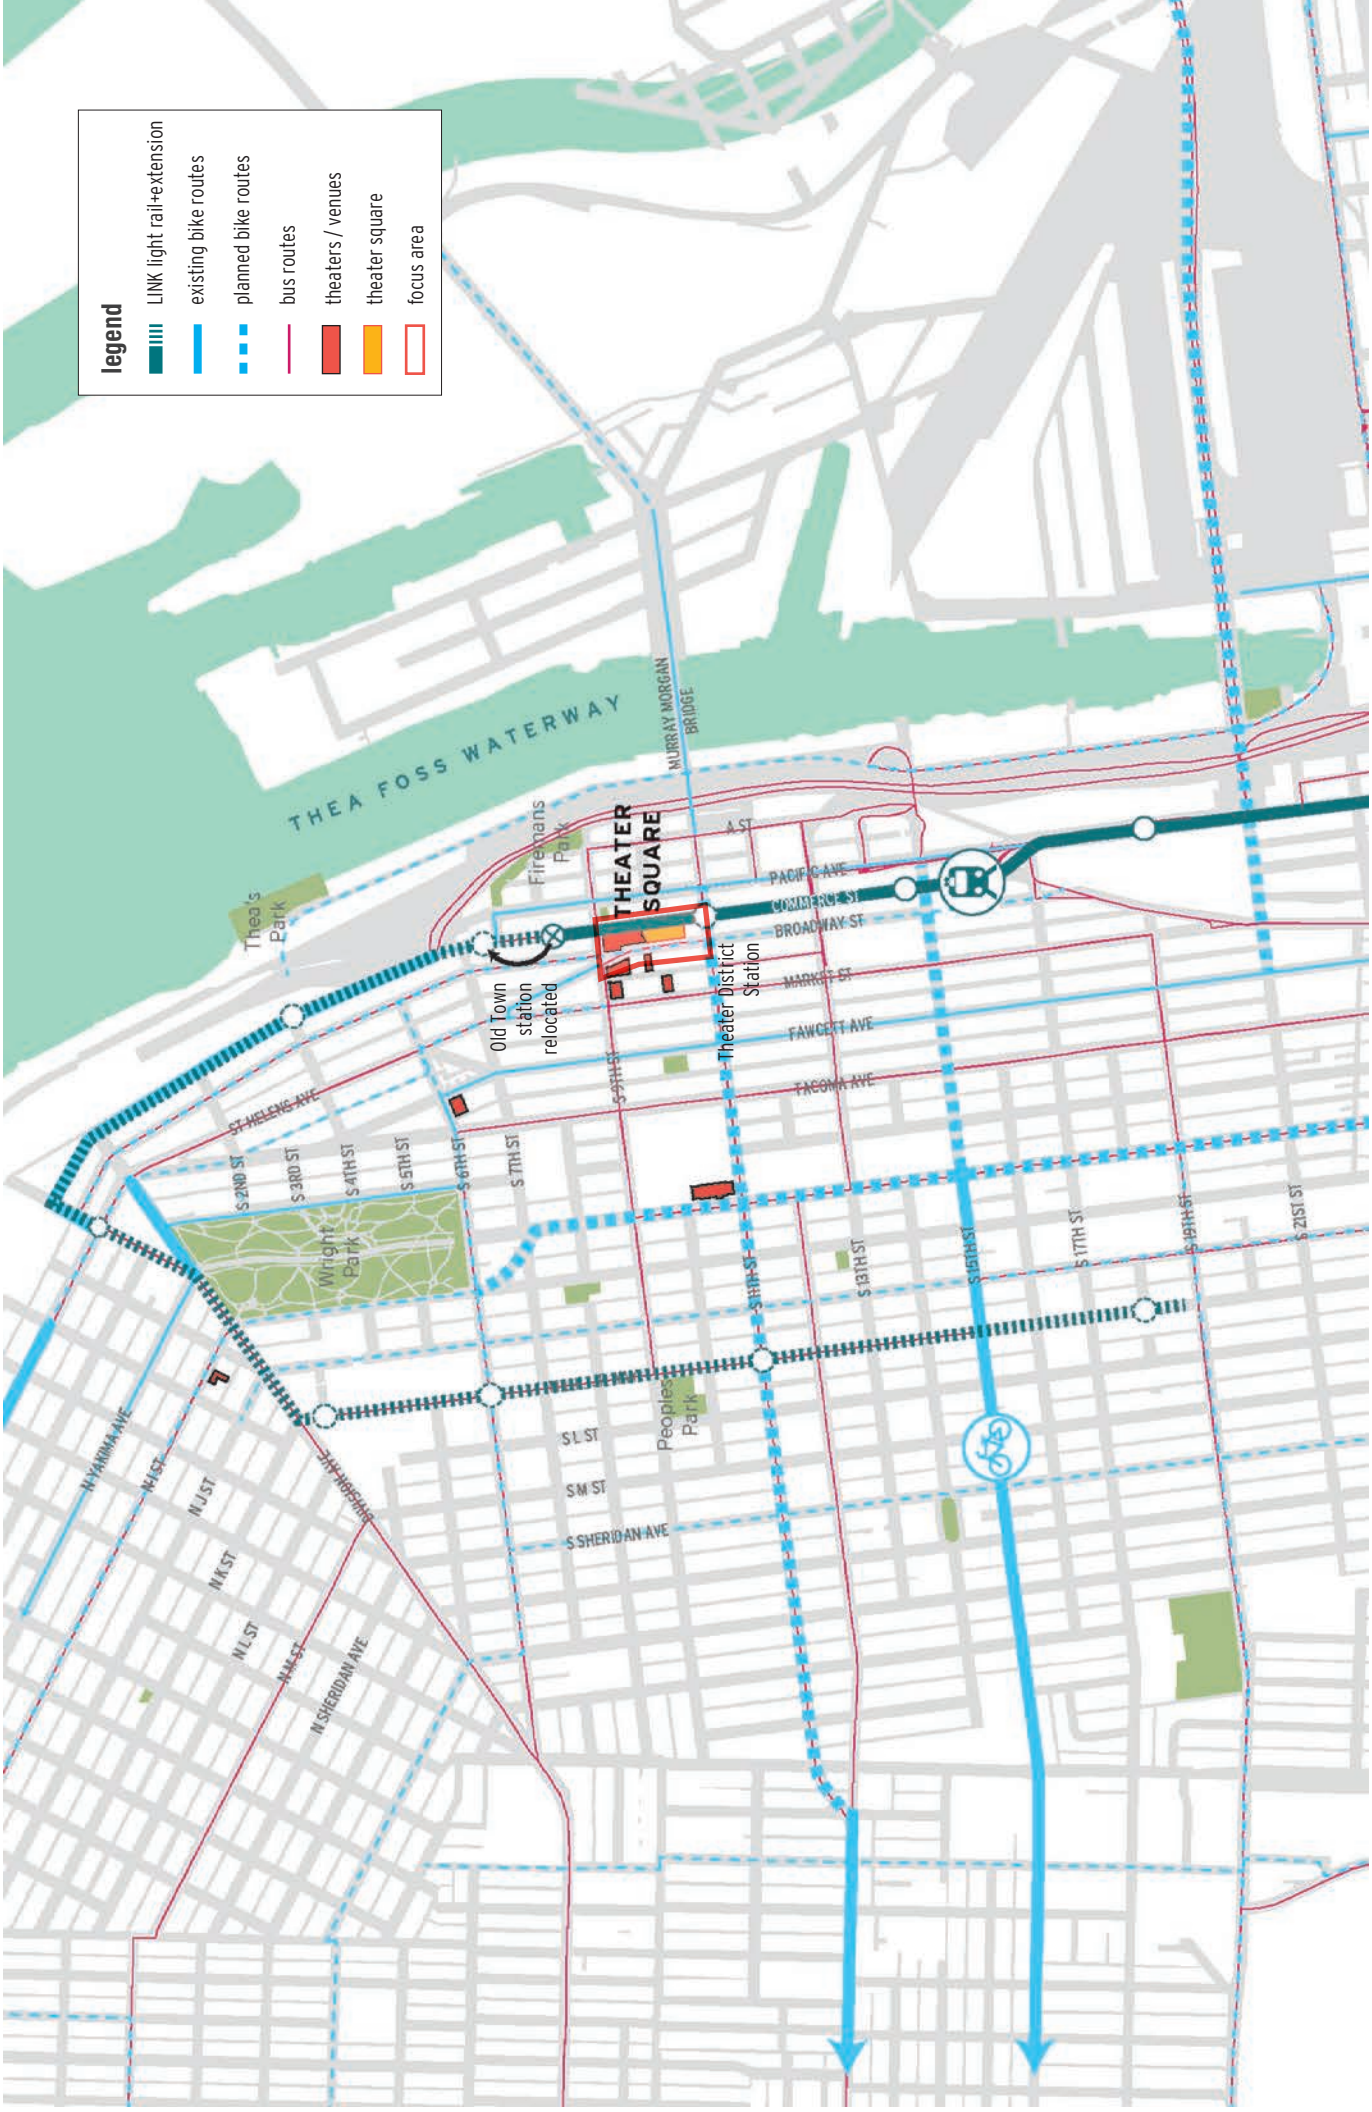 legend
LINK light rail+extension
existing bike routes
planned bike routes
bus routes
theaters / venues
theater square
focus area
THEA FOSS WATERWAY
Thea's
Park
Firemans
Park
THEATER
SQUARE
MURRAY MORGAN
BRIDGE
A ST
PACIFIC AVE
COMMERCE ST
BROADWAY ST
MARKET ST
FAWCETT AVE
TACOMA AVE
Old Town
station
relocated
Theater District
Station
ST HELENS AVE
S 2ND ST
S 3RD ST
S 4TH ST
S 5TH ST
S 6TH ST
S 7TH ST
S 9TH ST
S 11TH ST
S 13TH ST
S 15TH ST
S 17TH ST
S 19TH ST
S 21ST ST
Wright
Park
Peoples
Park
S L ST
S M ST
S SHERIDAN AVE
DIVISION AVE
N YAKIMA AVE
N I ST
N J ST
N K ST
N L ST
N M ST
N SHERIDAN AVE